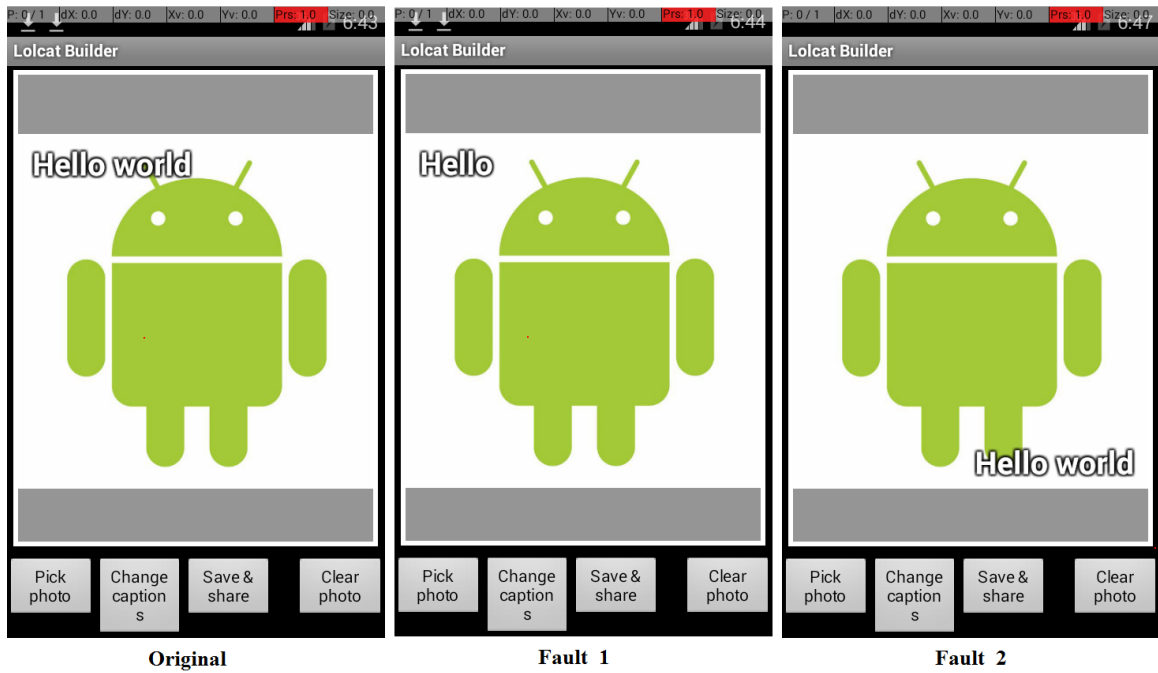 P: 0 / 1 dX: 0.0 dY: 0.0 Xv: 0.0 Yv: 0.0 Prs: 1.0 Size: 0.0
6:43
Lolcat Builder
Hello world
Pick photo
Change caption s
Save & share
Clear photo
Original
P: 0 / 1 dX: 0.0 dY: 0.0 Xv: 0.0 Yv: 0.0 Prs: 1.0 Size: 0.0
6:44
Lolcat Builder
Hello
Pick photo
Change caption s
Save & share
Clear photo
Fault 1
P: 0 / 1 dX: 0.0 dY: 0.0 Xv: 0.0 Yv: 0.0 Prs: 1.0 Size: 0.0
6:47
Lolcat Builder
Hello world
Pick photo
Change caption s
Save & share
Clear photo
Fault 2